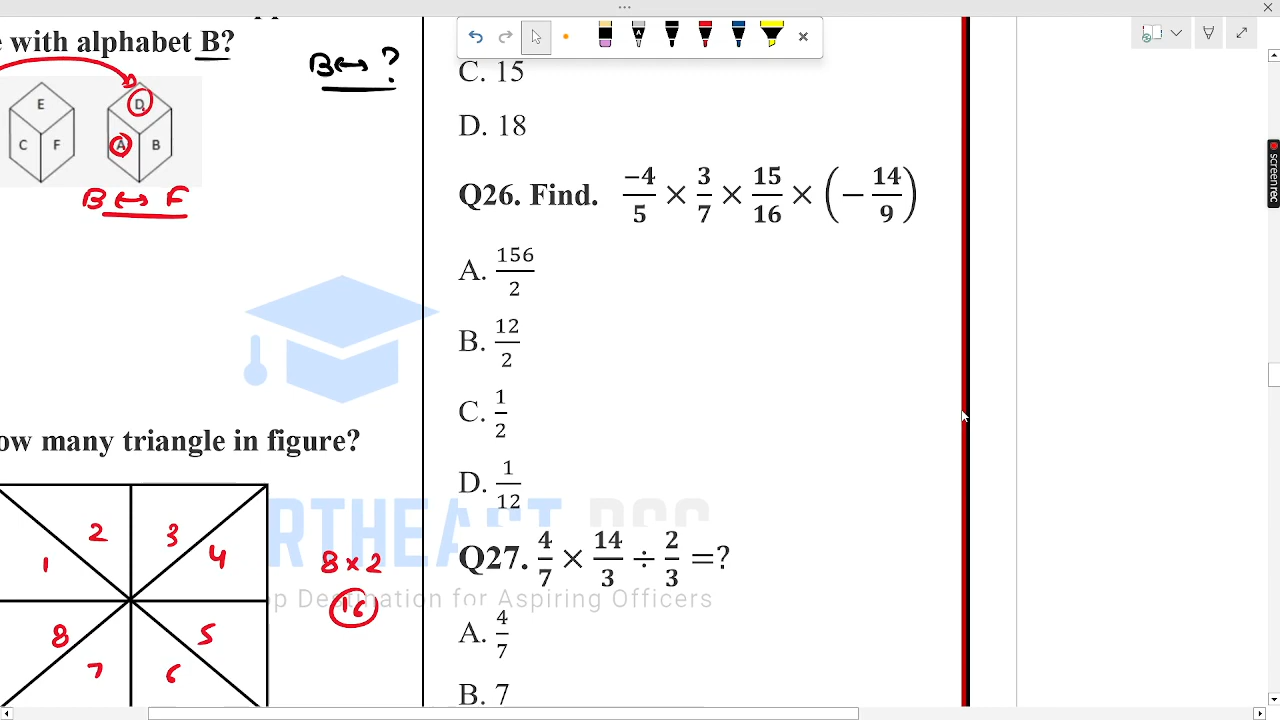 e with alphabet B?
B ↔ ?
E
C F
D
A B
B ↔ F
how many triangle in figure?
1 2 3 4
8 7 6 5
8 × 2
16
C. 15
D. 18
Q26. Find. -4/5 × 3/7 × 15/16 × (− 14/9)
A. 156/2
B. 12/2
C. 1/2
D. 1/12
Q27. 4/7 × 14/3 ÷ 2/3 =?
A. 4/7
B. 7
for Aspiring Officers
screenrec